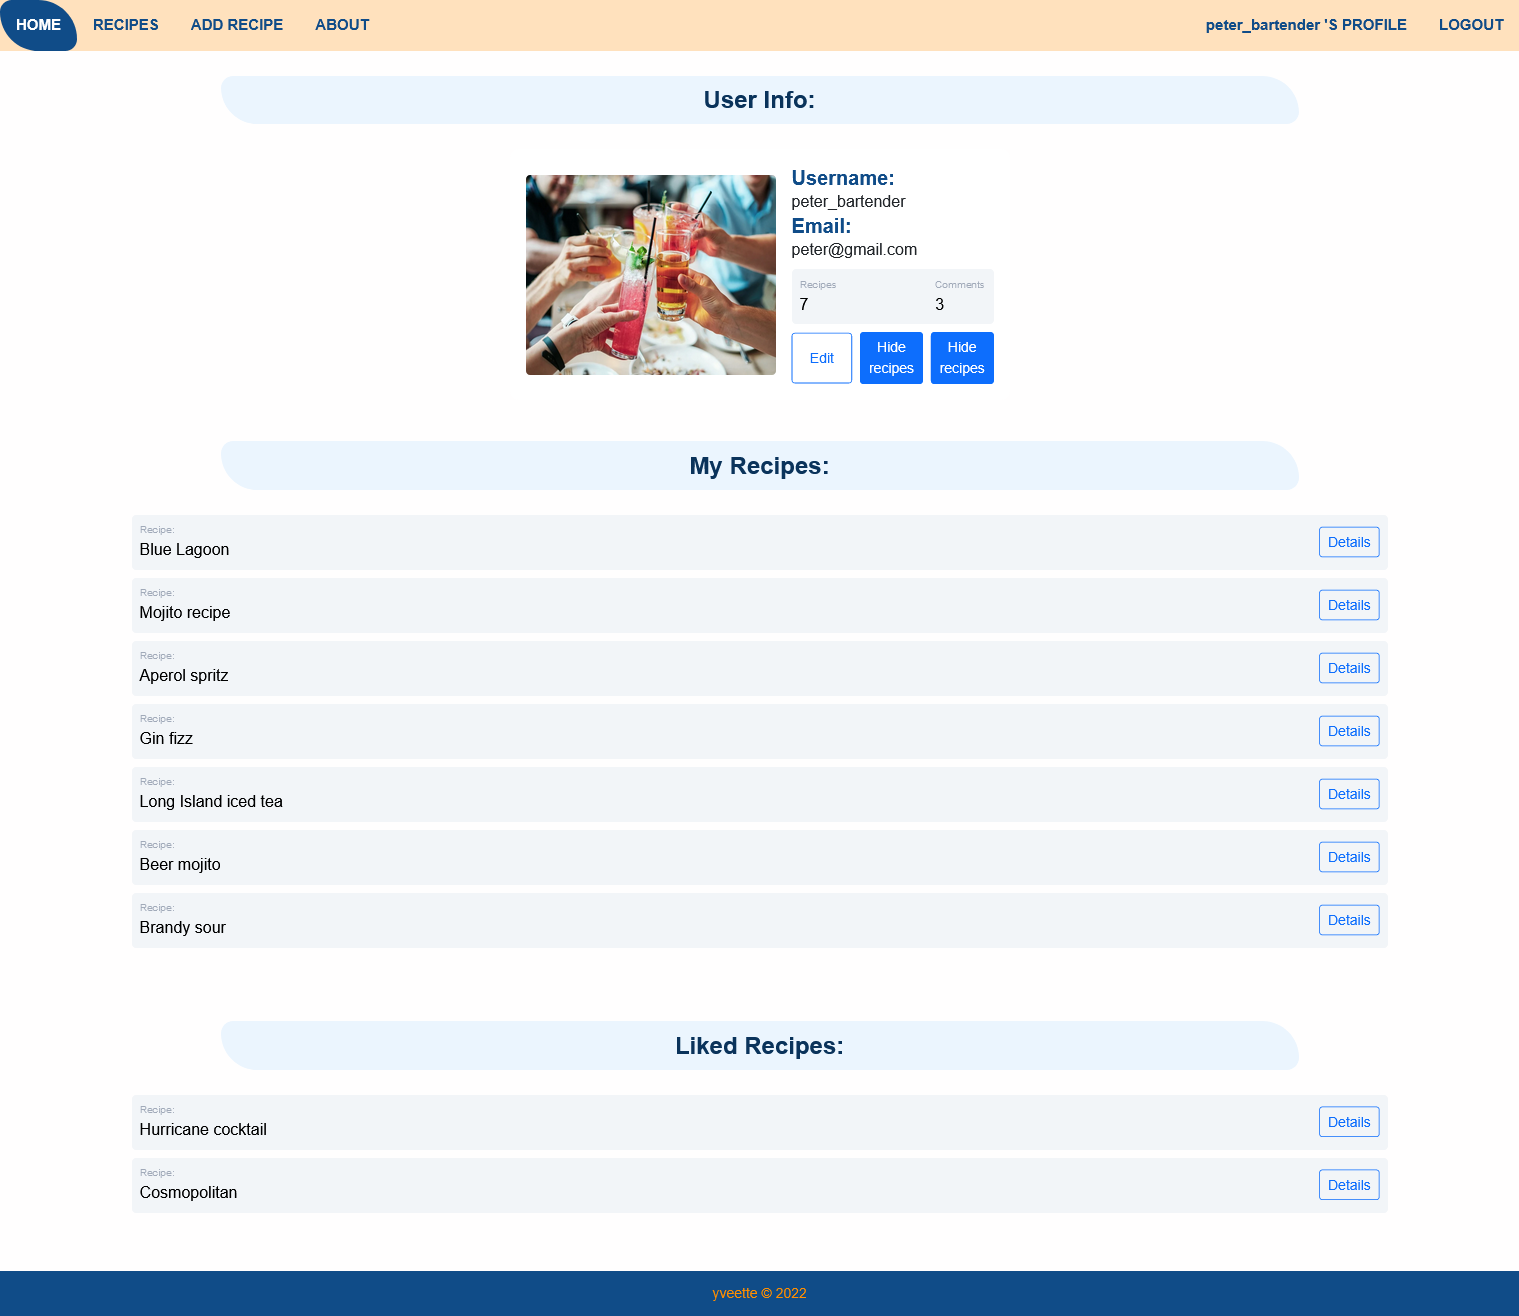 HOME RECIPES ADD RECIPE ABOUT peter_bartender 'S PROFILE LOGOUT
User Info:
Username:
peter_bartender
Email:
peter@gmail.com
Recipes Comments
7 3
Edit
Hide recipes
Hide recipes
My Recipes:
Recipe:
Blue Lagoon
Details
Recipe:
Mojito recipe
Details
Recipe:
Aperol spritz
Details
Recipe:
Gin fizz
Details
Recipe:
Long Island iced tea
Details
Recipe:
Beer mojito
Details
Recipe:
Brandy sour
Details
Liked Recipes:
Recipe:
Hurricane cocktail
Details
Recipe:
Cosmopolitan
Details
yveette © 2022